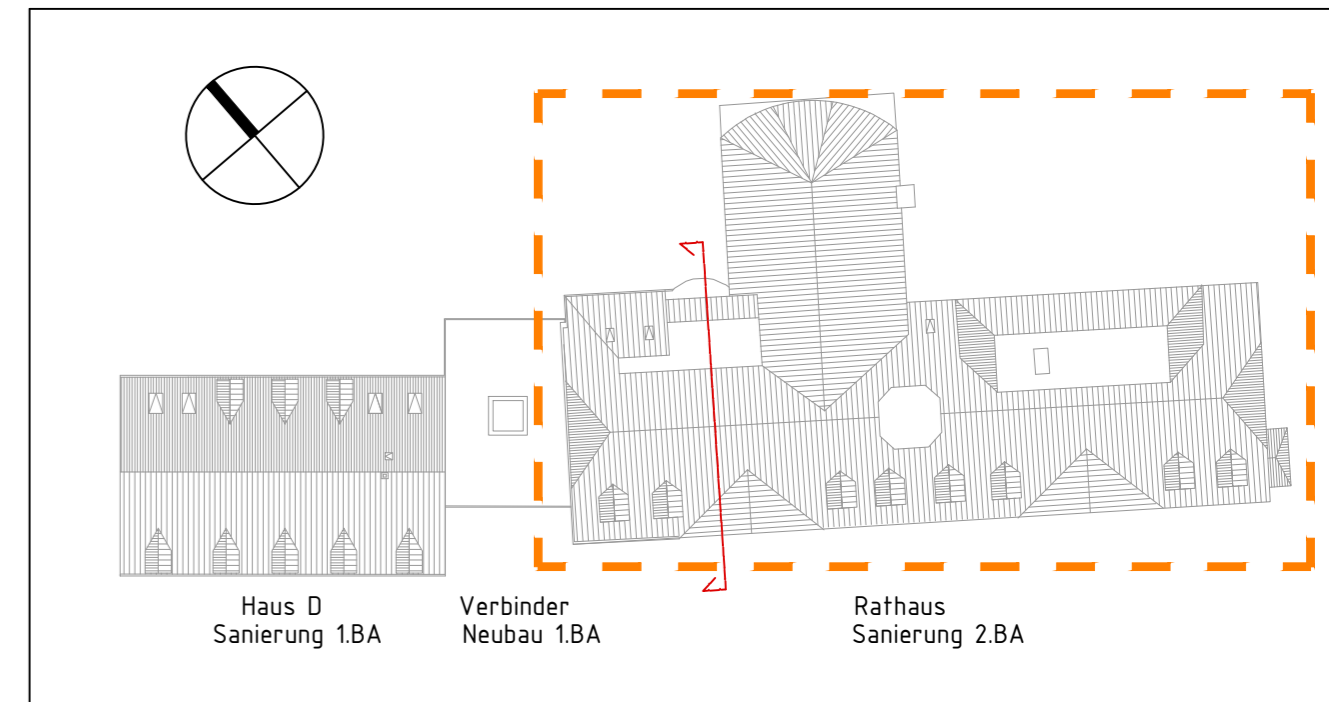 Haus D
Sanierung 1.BA
Verbinder
Neubau 1.BA
Rathaus
Sanierung 2.BA